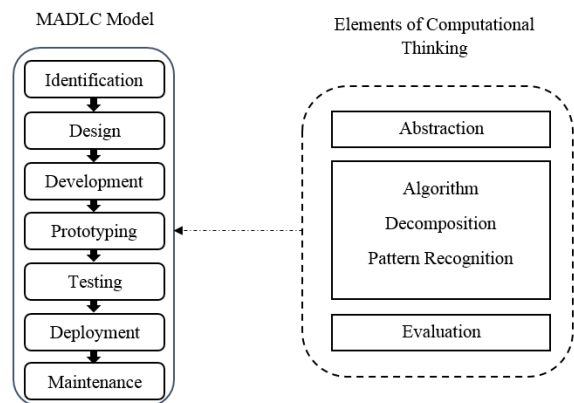 MADLC Model
Identification
Design
Development
Prototyping
Testing
Deployment
Maintenance
Elements of Computational
Thinking
Abstraction
Algorithm
Decomposition
Pattern Recognition
Evaluation